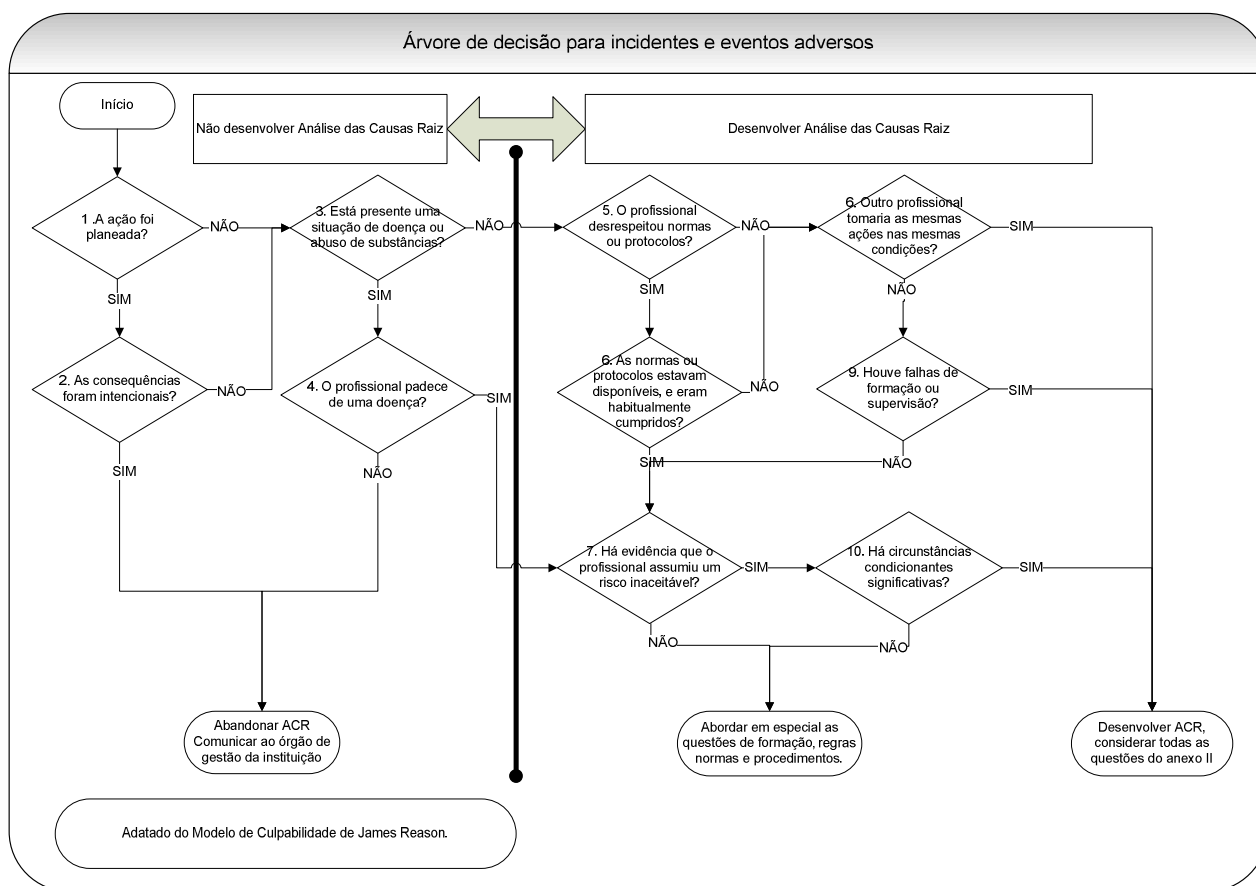 Árvore de decisão para incidentes e eventos adversos
Início
Não desenvolver Análise das Causas Raiz
Desenvolver Análise das Causas Raiz
1 .A ação foi
planeada?
NÃO
SIM
3. Está presente uma
situação de doença ou
abuso de substâncias?
NÃO
SIM
5. O profissional
desrespeitou normas
ou protocolos?
NÃO
SIM
6. Outro profissional
tomaria as mesmas
ações nas mesmas
condições?
SIM
NÃO
2. As consequências
foram intencionais?
NÃO
SIM
4. O profissional padece
de uma doença?
SIM
NÃO
6. As normas ou
protocolos estavam
disponíveis, e eram
habitualmente
cumpridos?
NÃO
SIM
9. Houve falhas de
formação ou
supervisão?
SIM
NÃO
7. Há evidência que o
profissional assumiu um
risco inaceitável?
SIM
NÃO
10. Há circunstâncias
condicionantes
significativas?
SIM
NÃO
Abandonar ACR
Comunicar ao órgão de
gestão da instituição
Abordar em especial as
questões de formação, regras
normas e procedimentos.
Desenvolver ACR,
considerar todas as
questões do anexo II
Adatado do Modelo de Culpabilidade de James Reason.